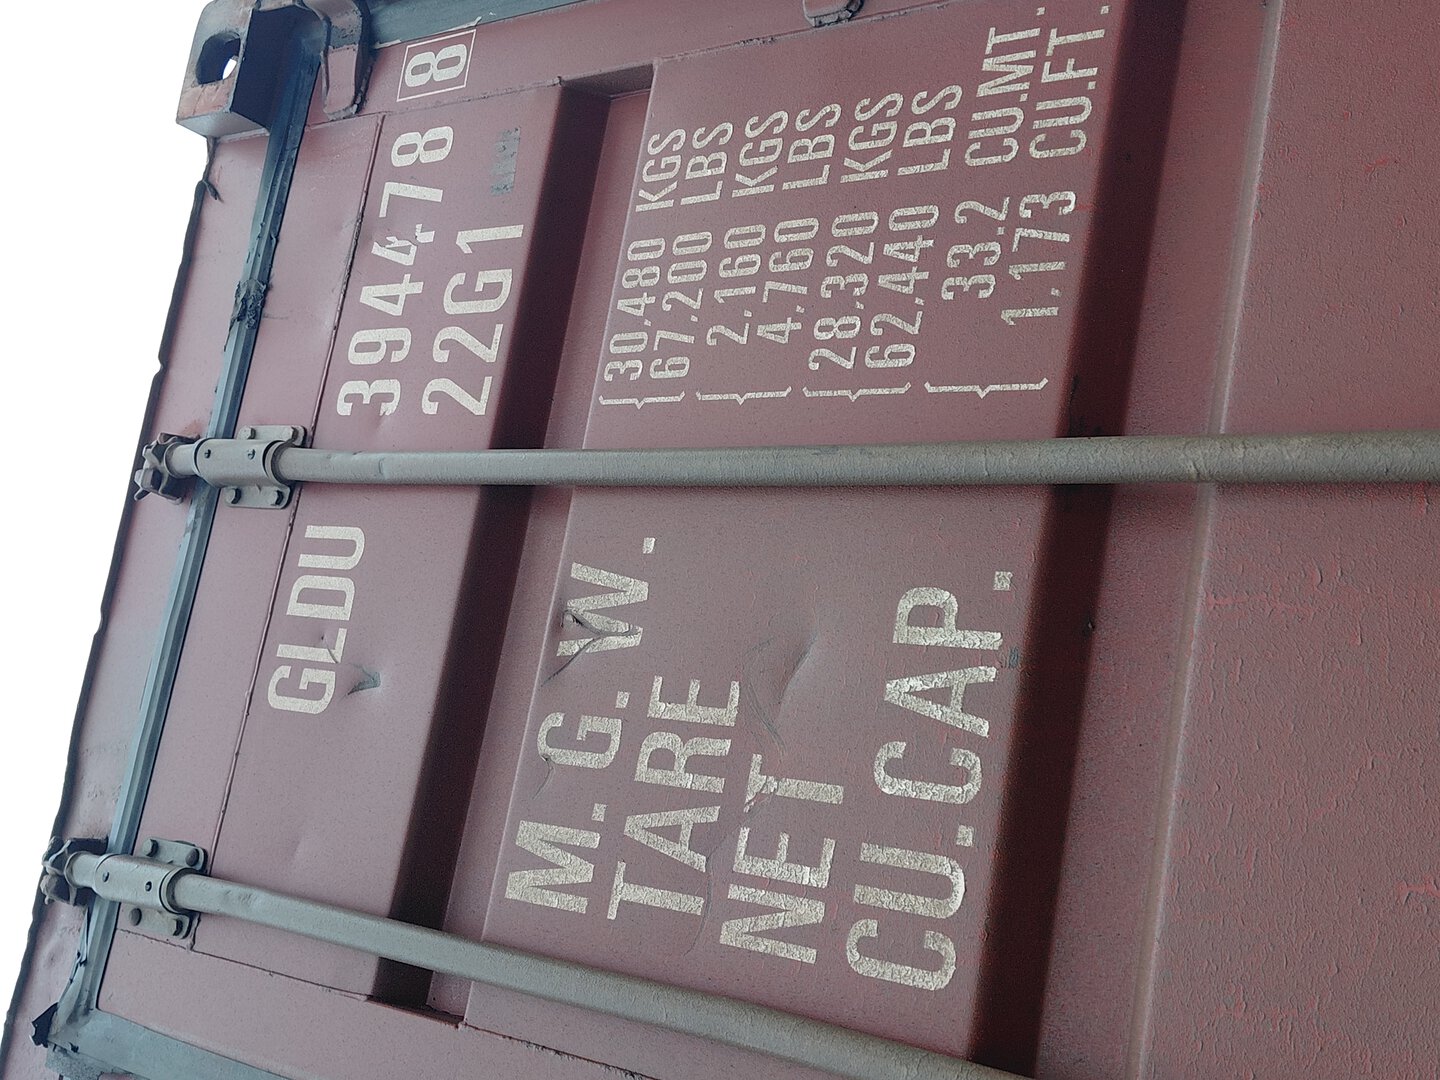 GLDU 394478 8
22G1
M.G.W. 30,480 KGS
67,200 LBS
TARE 2,160 KGS
4,760 LBS
NET 28,320 KGS
62,440 LBS
CU.CAP. 33.2 CU.MT.
1,173 CU.FT.